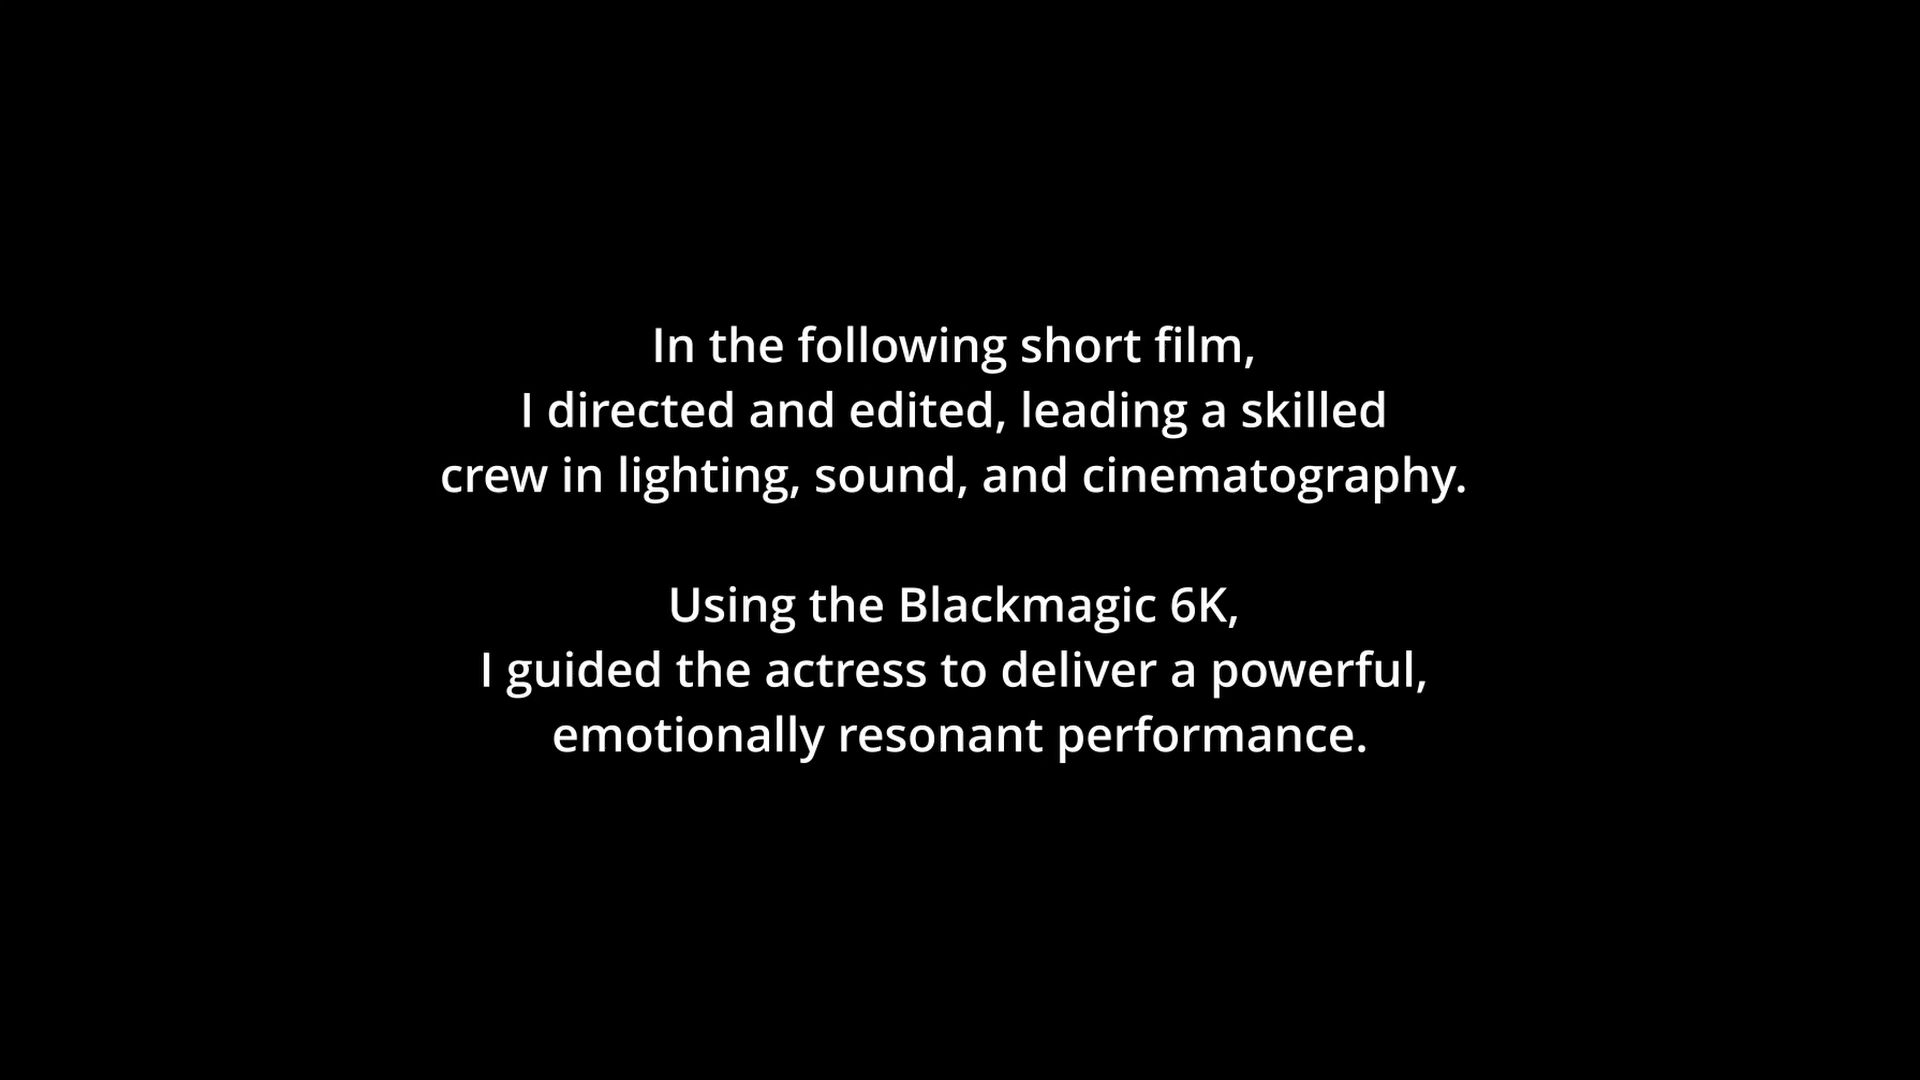 In the following short film,
I directed and edited, leading a skilled
crew in lighting, sound, and cinematography.
Using the Blackmagic 6K,
I guided the actress to deliver a powerful,
emotionally resonant performance.